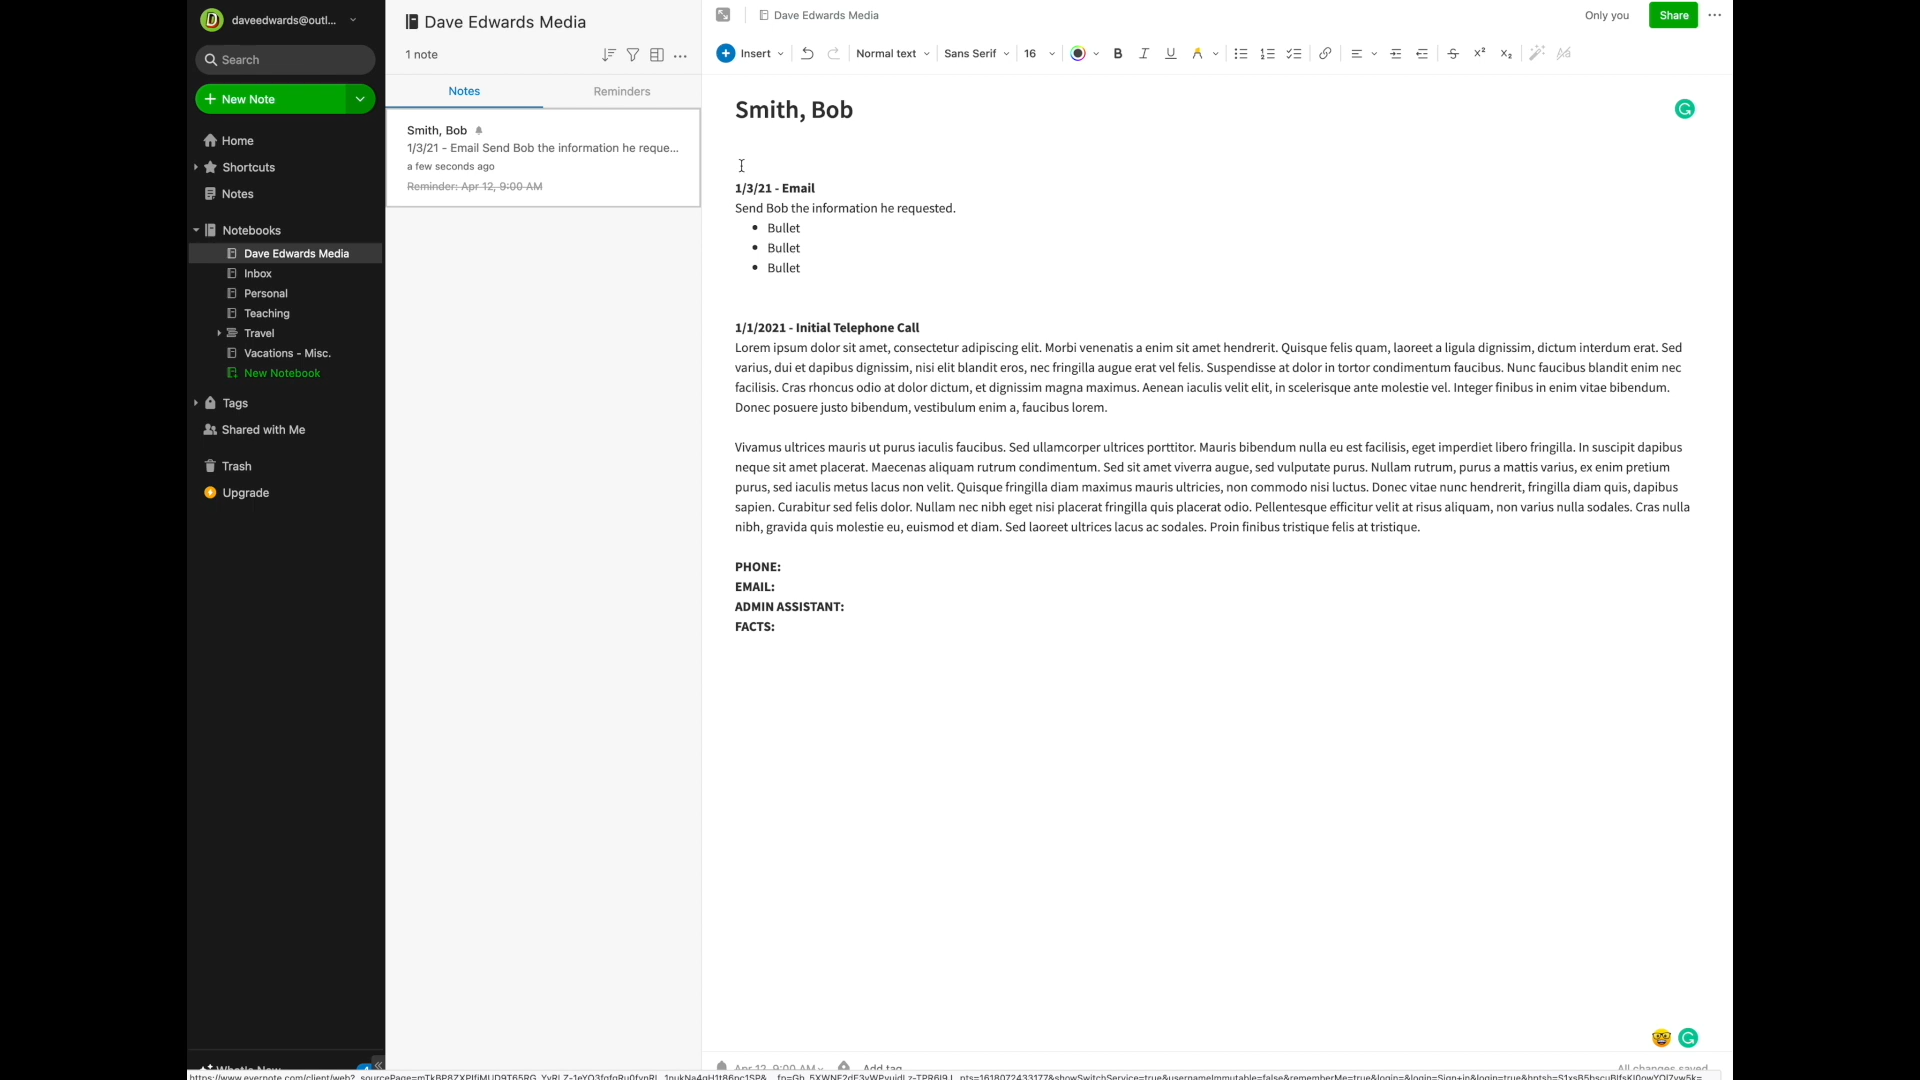 daveedwards@outl...
Search
New Note
Home
Shortcuts
Notes
Notebooks
Dave Edwards Media
Inbox
Personal
Teaching
Travel
Vacations - Misc.
New Notebook
Tags
Shared with Me
Trash
Upgrade
What's New
Dave Edwards Media
1 note
Notes
Reminders
Smith, Bob
1/3/21 - Email Send Bob the information he reque...
a few seconds ago
Reminder: Apr 12, 9:00 AM
Dave Edwards Media
Only you
Share
Insert
Normal text
Sans Serif
16
Smith, Bob
1/3/21 - Email
Send Bob the information he requested.
• Bullet
• Bullet
• Bullet
1/1/2021 - Initial Telephone Call
Lorem ipsum dolor sit amet, consectetur adipiscing elit. Morbi venenatis a enim sit amet hendrerit. Quisque felis quam, laoreet a ligula dignissim, dictum interdum erat. Sed
varius, dui et dapibus dignissim, nisi elit blandit eros, nec fringilla augue erat vel felis. Suspendisse at dolor in tortor condimentum faucibus. Nunc faucibus blandit enim nec
facilisis. Cras rhoncus odio at dolor dictum, et dignissim magna maximus. Aenean iaculis velit elit, in scelerisque ante molestie vel. Integer finibus in enim vitae bibendum.
Donec posuere justo bibendum, vestibulum enim a, faucibus lorem.
Vivamus ultrices mauris ut purus iaculis faucibus. Sed ullamcorper ultrices porttitor. Mauris bibendum nulla eu est facilisis, eget imperdiet libero fringilla. In suscipit dapibus
neque sit amet placerat. Maecenas aliquam rutrum condimentum. Sed sit amet viverra augue, sed vulputate purus. Nullam rutrum, purus a mattis varius, ex enim pretium
purus, sed iaculis metus lacus non velit. Quisque fringilla diam maximus mauris ultricies, non commodo nisi luctus. Donec vitae nunc hendrerit, fringilla diam quis, dapibus
sapien. Curabitur sed felis dolor. Nullam nec nibh eget nisi placerat fringilla quis placerat odio. Pellentesque efficitur velit at risus aliquam, non varius nulla sodales. Cras nulla
nibh, gravida quis molestie eu, euismod et diam. Sed laoreet ultrices lacus ac sodales. Proin finibus tristique felis at tristique.
PHONE:
EMAIL:
ADMIN ASSISTANT:
FACTS:
Apr 12, 9:00 AM
Add tag
All changes saved